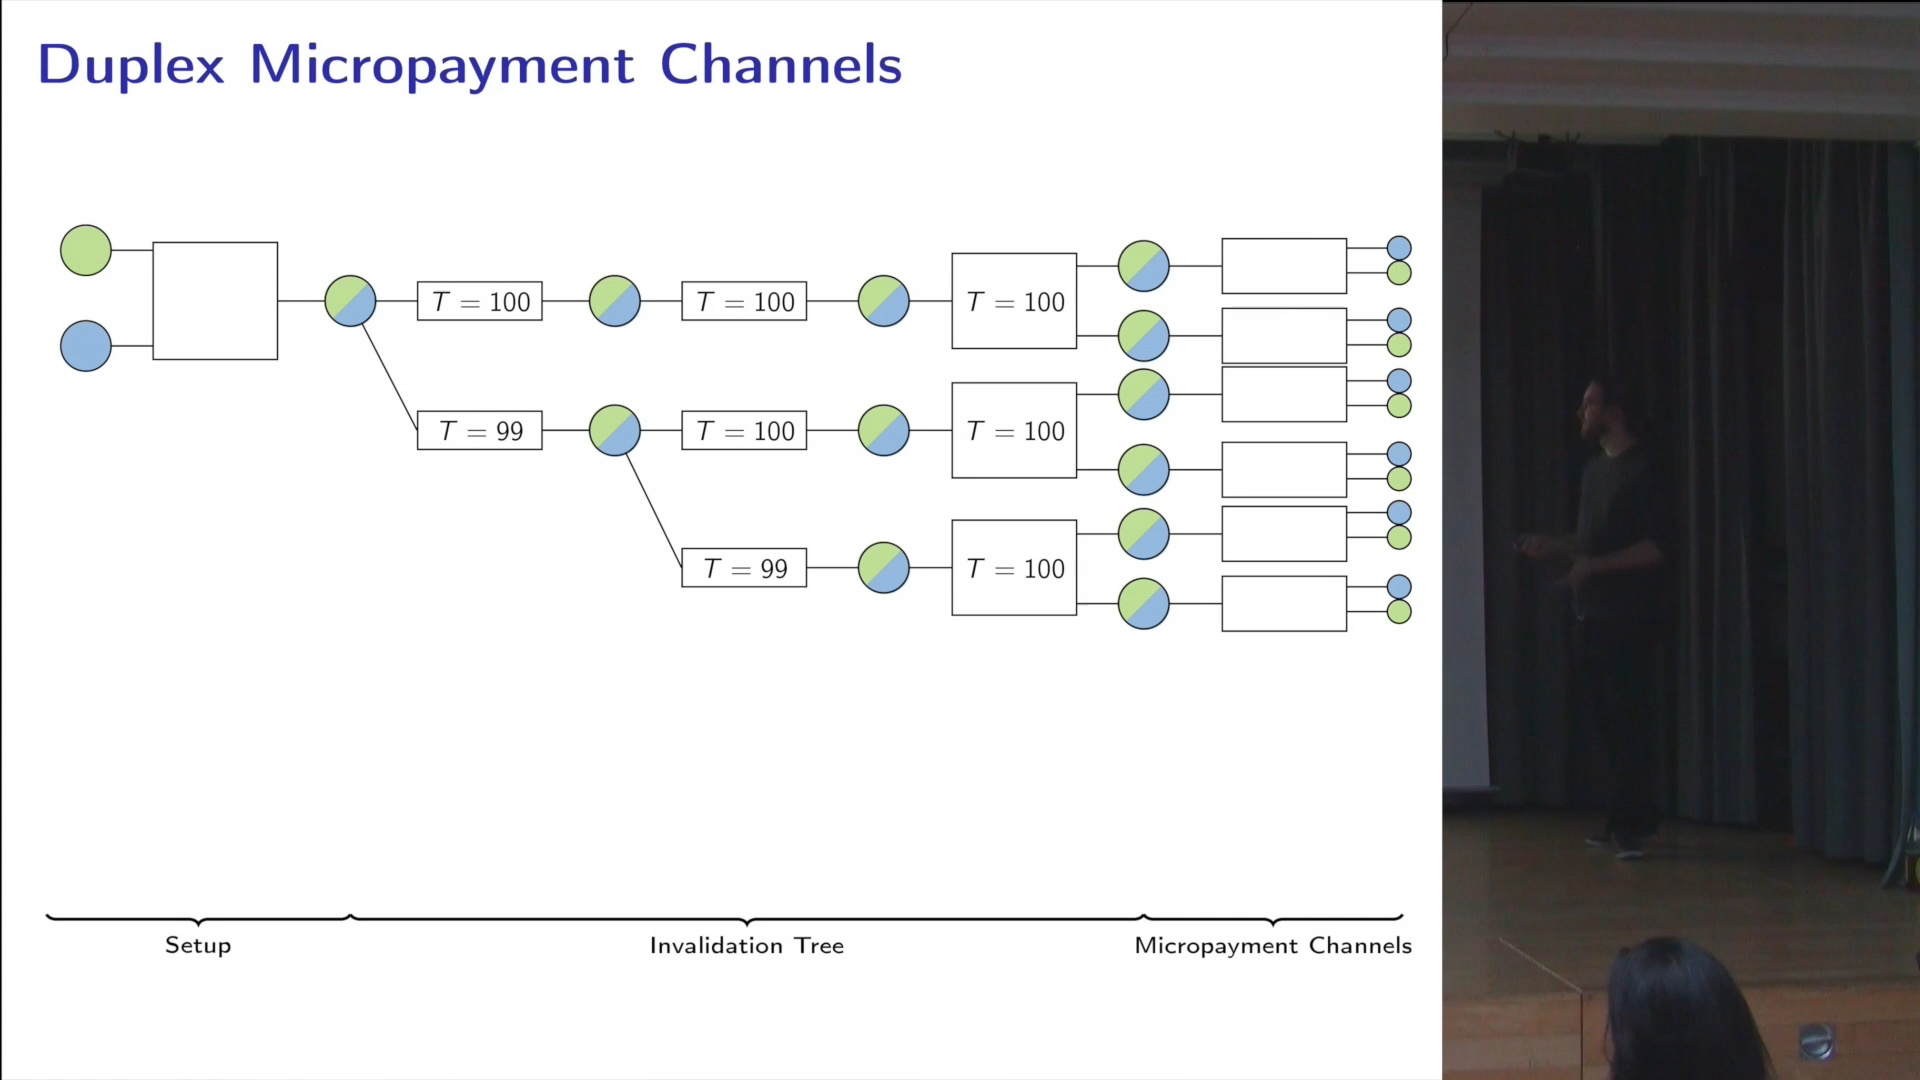 Duplex Micropayment Channels
T = 100
T = 100
T = 100
T = 99
T = 100
T = 100
T = 99
T = 100
Setup
Invalidation Tree
Micropayment Channels